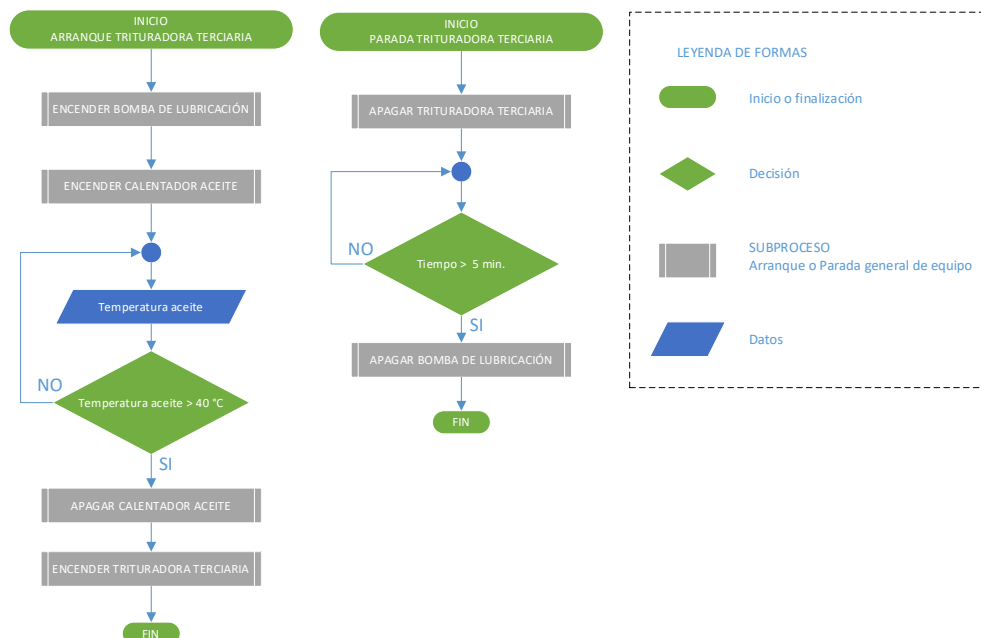 INICIO
ARRANQUE TRITURADORA TERCIARIA
ENCENDER BOMBA DE LUBRICACIÓN
ENCENDER CALENTADOR ACEITE
Temperatura aceite
NO
Temperatura aceite > 40 °C
SI
APAGAR CALENTADOR ACEITE
ENCENDER TRITURADORA TERCIARIA
FIN
INICIO
PARADA TRITURADORA TERCIARIA
APAGAR TRITURADORA TERCIARIA
NO
Tiempo > 5 min.
SI
APAGAR BOMBA DE LUBRICACIÓN
FIN
LEYENDA DE FORMAS
Inicio o finalización
Decisión
SUBPROCESO
Arranque o Parada general de equipo
Datos